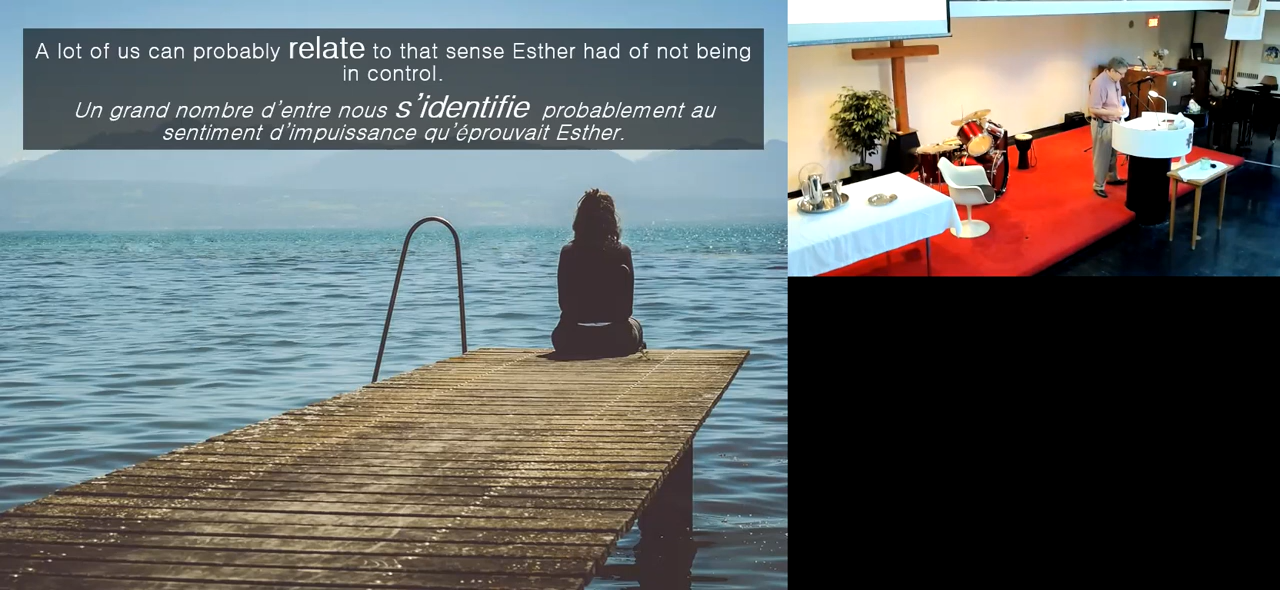 A lot of us can probably relate to that sense Esther had of not being
in control.
Un grand nombre d'entre nous s'identifie probablement au
sentiment d'impuissance qu'éprouvait Esther.